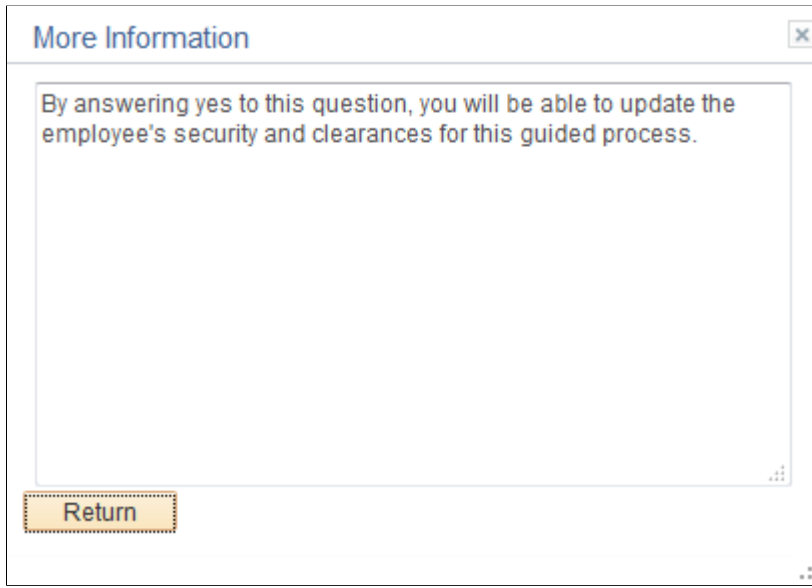 More Information
By answering yes to this question, you will be able to update the
employee's security and clearances for this guided process.
Return